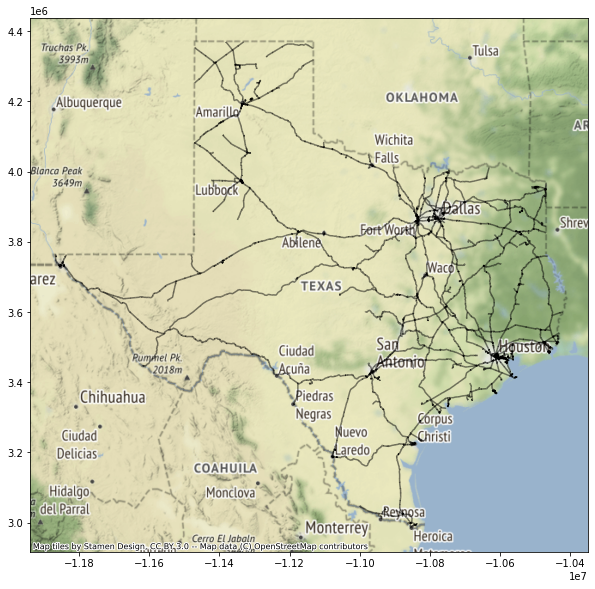 1e6
4.4
4.2
4.0
3.8
3.6
3.4
3.2
3.0
Truchas Pk.
3993m
Tulsa
Albuquerque
OKLAHOMA
Amarillo
AR
Wichita
Falls
Blanca Peak
3649m
Lubbock
Dallas
Fort Worth
Shrev
Abilene
arez
Waco
TEXAS
Houston
San
Antonio
Ciudad
Acuña
Rummel Pk.
2018m
Chihuahua
Piedras
Negras
Corpus
Christi
Ciudad
Delicias
Nuevo
Laredo
COAHUILA
Monclova
Hidalgo
del Parral
Reynosa
Monterrey
Cerro El Jabaln
Heroica
Map tiles by Stamen Design, CC BY 3.0 -- Map data (C) OpenStreetMap contributors
−1.18 −1.16 −1.14 −1.12 −1.10 −1.08 −1.06 −1.04
1e7